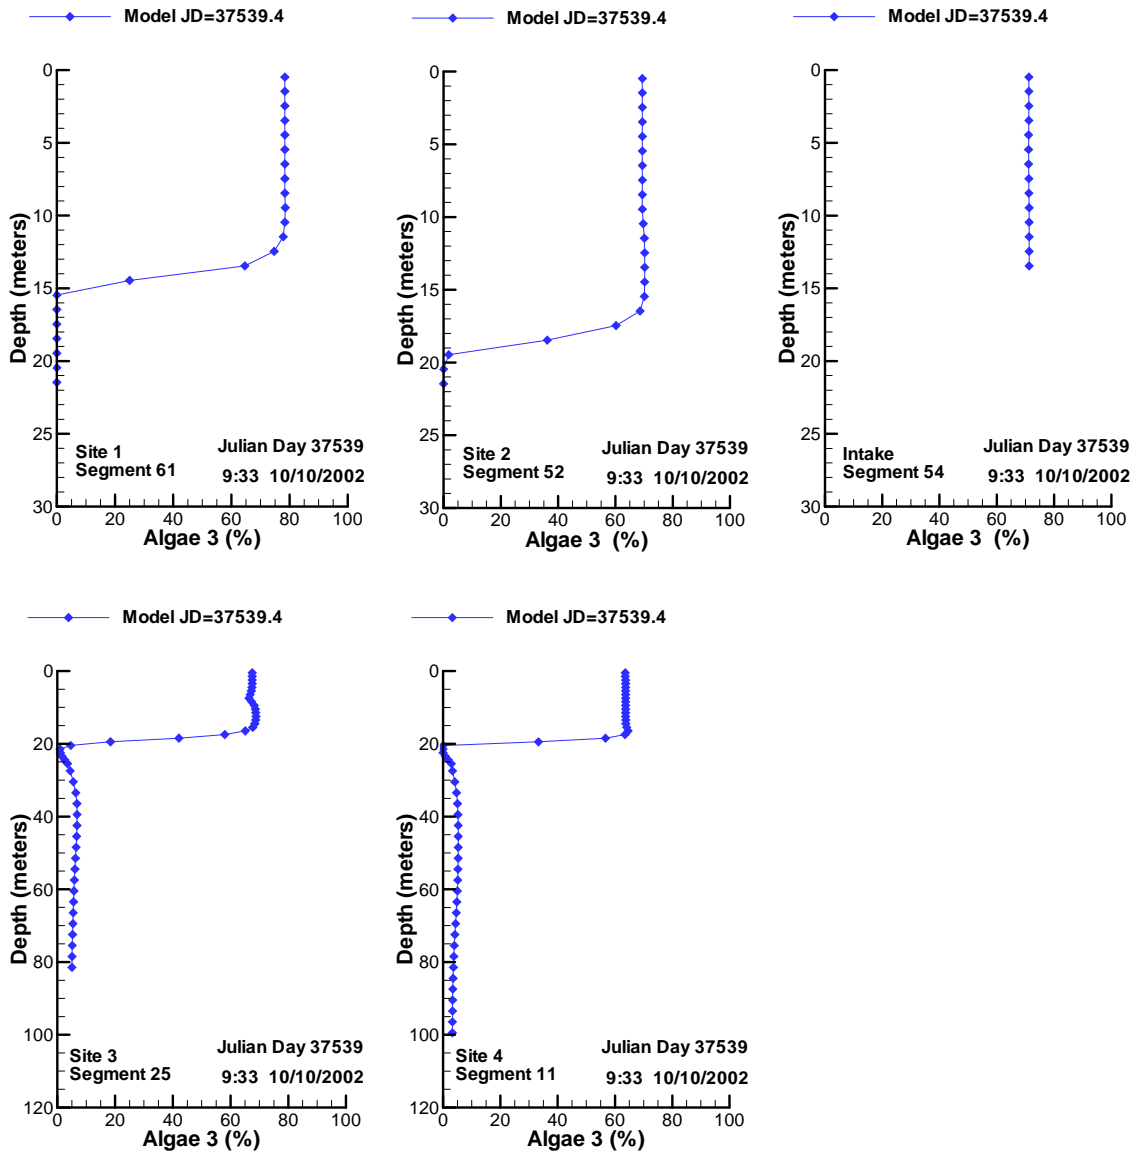 Model JD=37539.4
0
5
10
15
20
25
30
Depth (meters)
Site 1
Segment 61
Julian Day 37539
9:33 10/10/2002
0 20 40 60 80 100
Algae 3 (%)
Model JD=37539.4
0
5
10
15
20
25
30
Depth (meters)
Site 2
Segment 52
Julian Day 37539
9:33 10/10/2002
0 20 40 60 80 100
Algae 3 (%)
Model JD=37539.4
0
5
10
15
20
25
30
Depth (meters)
Intake
Segment 54
Julian Day 37539
9:33 10/10/2002
0 20 40 60 80 100
Algae 3 (%)
Model JD=37539.4
0
20
40
60
80
100
120
Depth (meters)
Site 3
Segment 25
Julian Day 37539
9:33 10/10/2002
0 20 40 60 80 100
Algae 3 (%)
Model JD=37539.4
0
20
40
60
80
100
120
Depth (meters)
Site 4
Segment 11
Julian Day 37539
9:33 10/10/2002
0 20 40 60 80 100
Algae 3 (%)